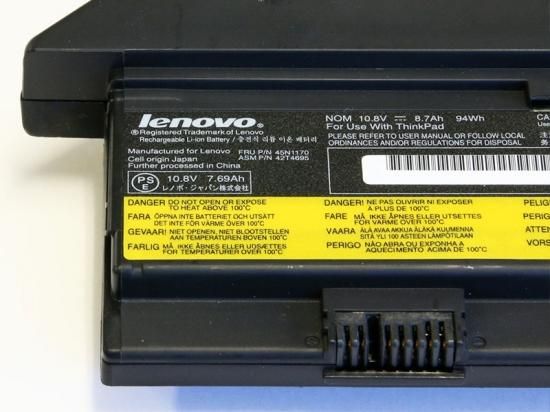 lenovo®
®Registered Trademark of Lenovo
Rechargeable Li-ion Battery / 충전식 리튬 이온 배터리
Manufactured for Lenovo FRU P/N 45N1170
Cell origin Japan ASM P/N 42T4695
Further processed in China
PS E 10.8V 7.69Ah
レノボ・ジャパン株式会社
NOM 10.8V ⎓ 8.7Ah 94Wh
For Use With ThinkPad
PLEASE REFER TO USER MANUAL, LOCAL
ORDINANCES AND/OR REGULATIONS FOR DISPOSAL
CA
DANGER DO NOT OPEN OR EXPOSE
TO HEAT ABOVE 100°C
FARA ÖPPNA INTE BATTERIET OCH UTSÄTT
DET INTE FÖR VÄRME ÖVER 100°C
GEVAAR! NIET OPENEN, NIET BLOOTSTELLEN
AAN TEMPERATUREN BOVEN 100°C
FARLIG MÅ IKKE ÅBNES ELLER UDSÆTTES
FOR TEMPERATURER OVER 100°C
DANGER NE PAS OUVRIR NI EXPOSER
A PLUS DE 100°C
FARE MÅ IKKE ÅPNES ELLER UTSETTES
FOR VARME OVER 100°C
VAARA ÄLÄ AVAA AKKUA ÄLÄKÄ KUUMENNA
SITÄ YLI 100 ASTEEN LÄMPÖTILAAN
PERIGO NÃO ABRA OU EXPONHA A
AQUECIMENTO ACIMA DE 100°C
PELIG
PERIC
ATTEN
VORS